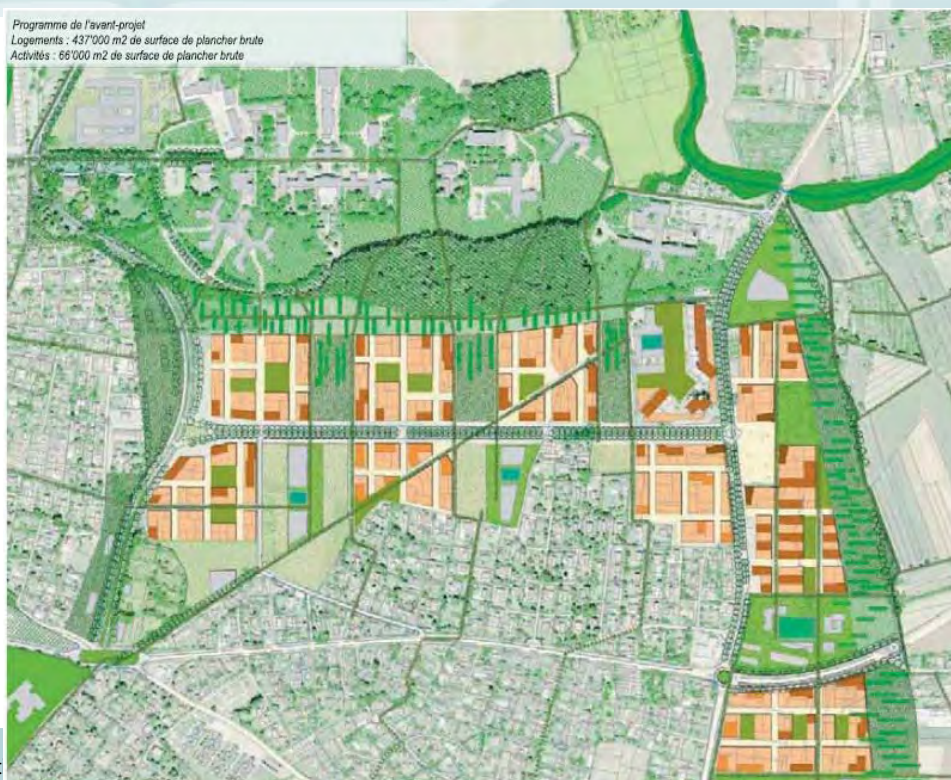 Programme de l'avant-projet
Logements : 437'000 m2 de surface de plancher brute
Activités : 66'000 m2 de surface de plancher brute